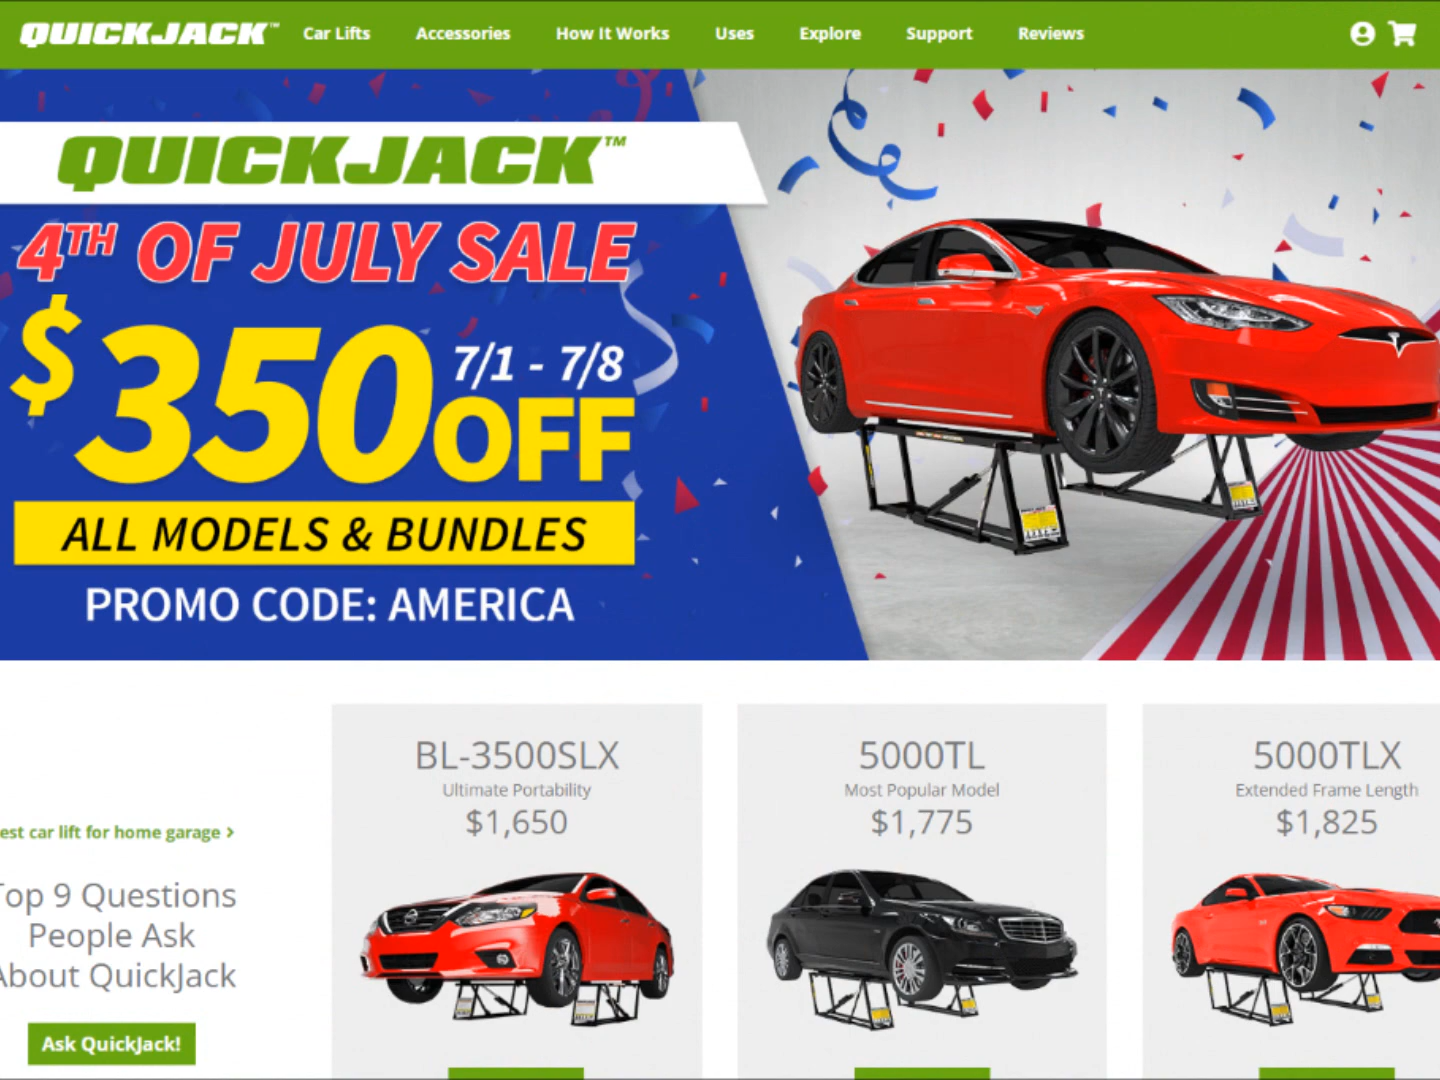 QUICKJACK™
Car Lifts
Accessories
How It Works
Uses
Explore
Support
Reviews
QUICKJACK™
4TH OF JULY SALE
$350 OFF
7/1 - 7/8
ALL MODELS & BUNDLES
PROMO CODE: AMERICA
est car lift for home garage ›
Top 9 Questions
People Ask
About QuickJack
Ask QuickJack!
BL-3500SLX
Ultimate Portability
$1,650
5000TL
Most Popular Model
$1,775
5000TLX
Extended Frame Length
$1,825